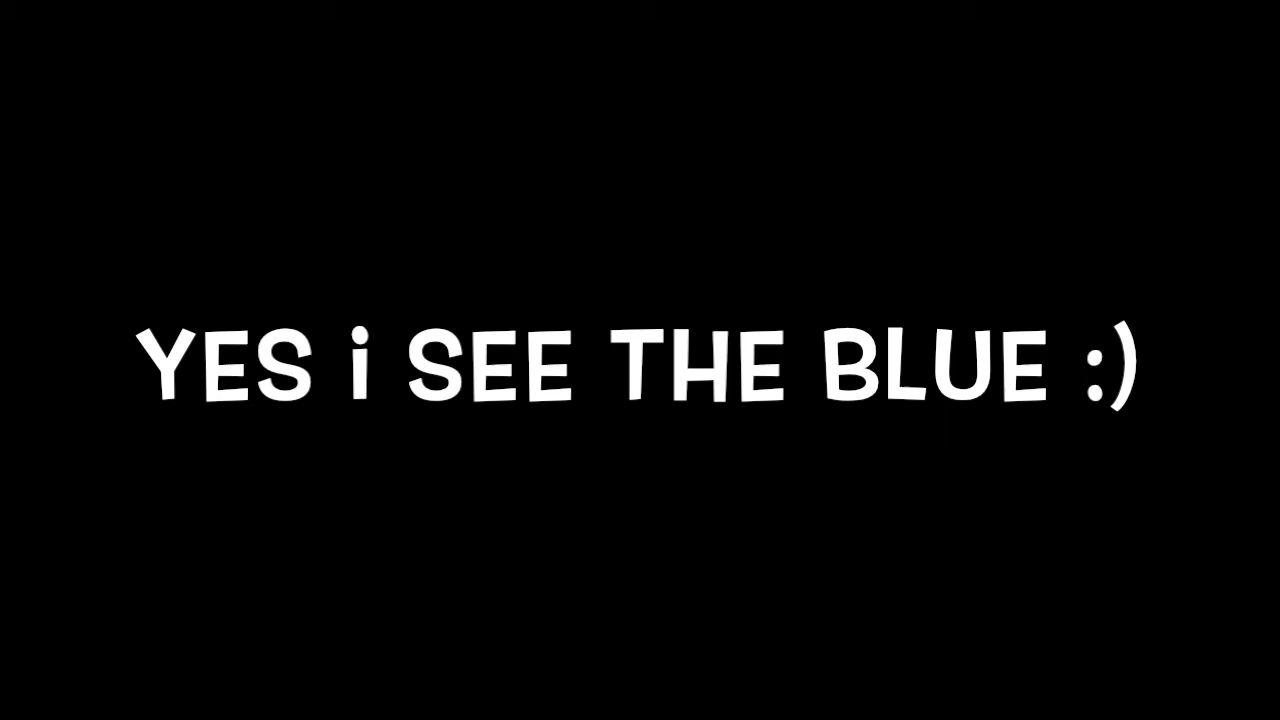 YES i SEE THE BLUE :)